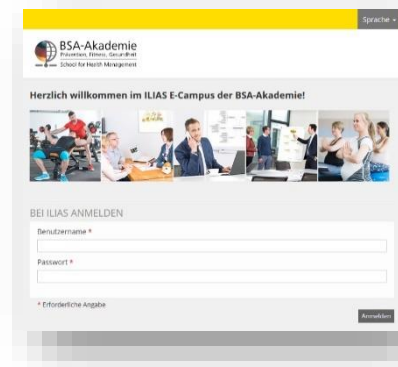 Sprache
BSA-Akademie
Prävention, Fitness, Gesundheit
School for Health Management
Herzlich willkommen im ILIAS E-Campus der BSA-Akademie!
BEI ILIAS ANMELDEN
Benutzername *
Passwort *
* Erforderliche Angabe
Anmelden